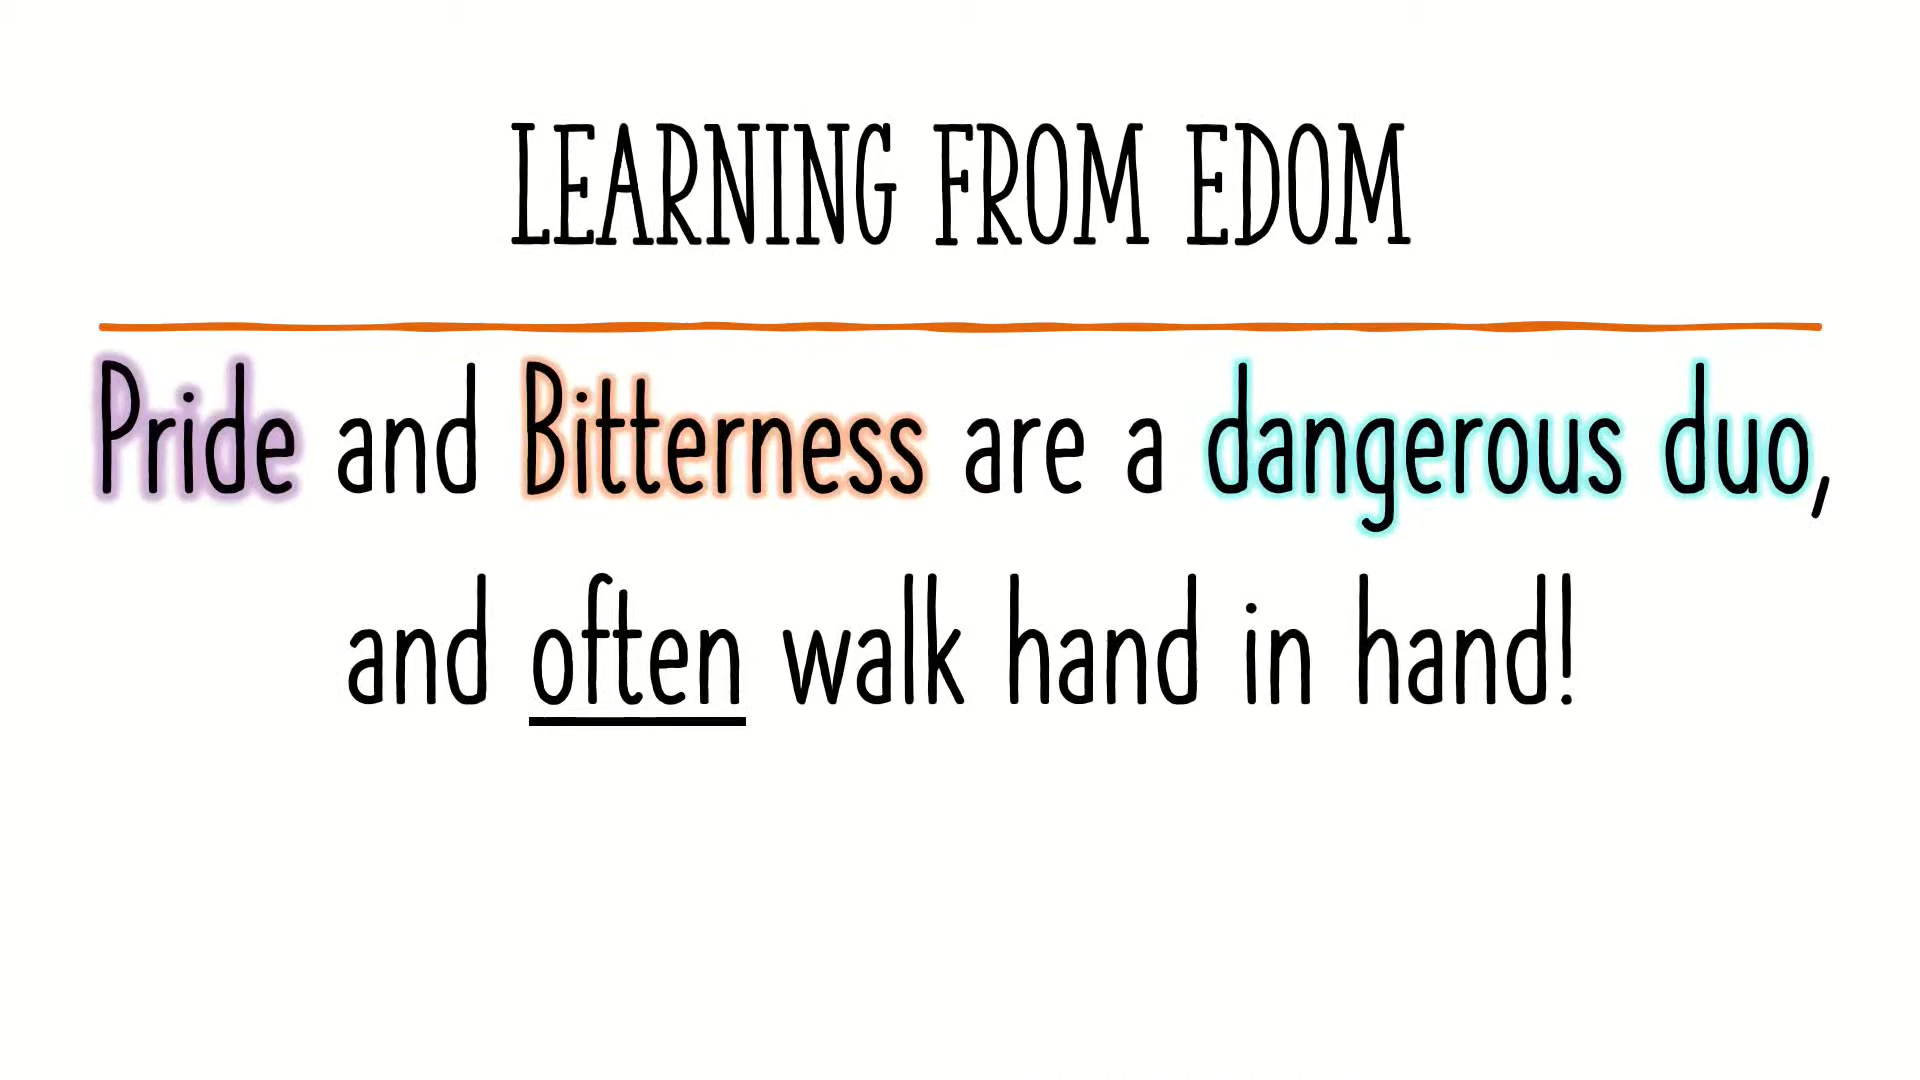 LEARNING FROM EDOM
Pride and Bitterness are a dangerous duo,
and often walk hand in hand!